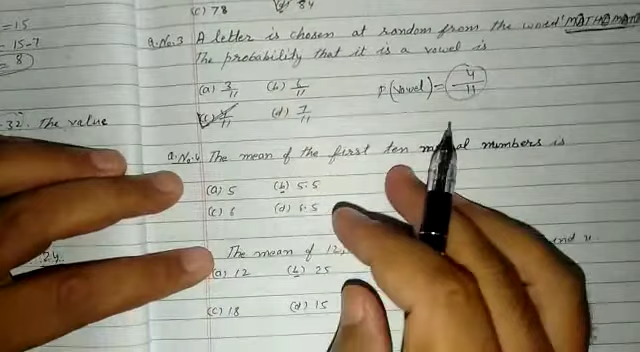 (c) 78
84
= 15
= 15-7
= 8
Q.No.3 A letter is chosen at random from the word 'MATHEMAT
The probability that it is a vowel is
(a) 3/11 (b) 6/11
P(vowel) = 4/11
(c) 4/11 (d) 7/11
32. The value
Q.No.4 The mean of the first ten natural numbers is
(a) 5 (b) 5.5
(c) 6 (d) 6.5
24.
The mean of 12,
(a) 12 (b) 25
(c) 18 (d) 15